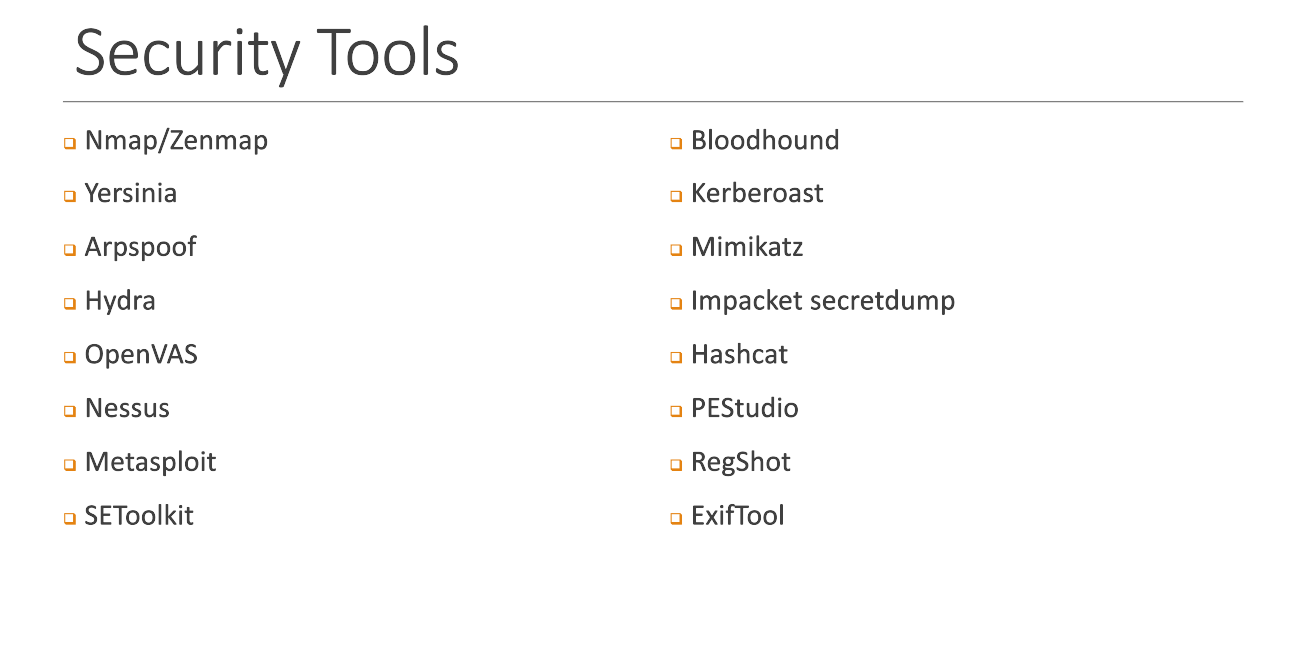 Security Tools
Nmap/Zenmap
Yersinia
Arpspoof
Hydra
OpenVAS
Nessus
Metasploit
SEToolkit
Bloodhound
Kerberoast
Mimikatz
Impacket secretdump
Hashcat
PEStudio
RegShot
ExifTool